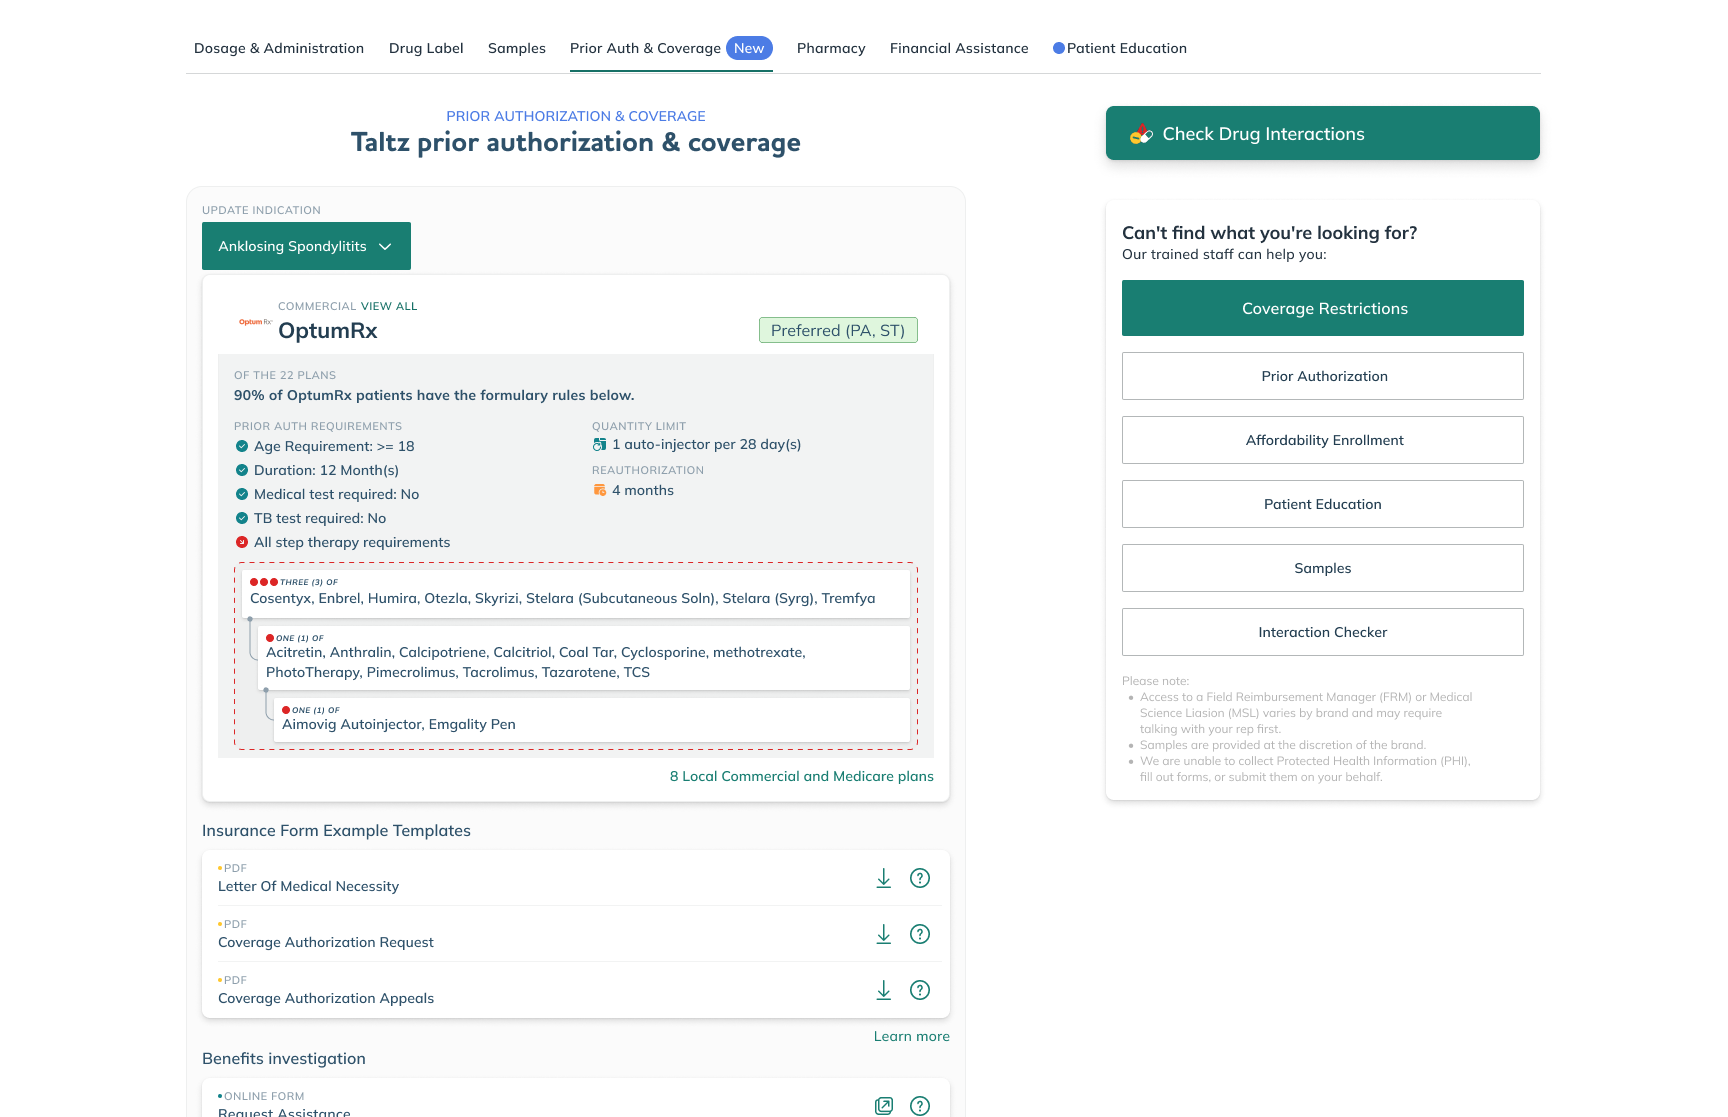 Dosage & Administration Drug Label Samples Prior Auth & Coverage New Pharmacy Financial Assistance Patient Education
PRIOR AUTHORIZATION & COVERAGE
Taltz prior authorization & coverage
UPDATE INDICATION
Anklosing Spondylitits
COMMERCIAL VIEW ALL
Optum Rx
OptumRx
Preferred (PA, ST)
OF THE 22 PLANS
90% of OptumRx patients have the formulary rules below.
PRIOR AUTH REQUIREMENTS
Age Requirement: >= 18
Duration: 12 Month(s)
Medical test required: No
TB test required: No
All step therapy requirements
QUANTITY LIMIT
1 auto-injector per 28 day(s)
REAUTHORIZATION
4 months
THREE (3) OF
Cosentyx, Enbrel, Humira, Otezla, Skyrizi, Stelara (Subcutaneous Soln), Stelara (Syrg), Tremfya
ONE (1) OF
Acitretin, Anthralin, Calcipotriene, Calcitriol, Coal Tar, Cyclosporine, methotrexate,
PhotoTherapy, Pimecrolimus, Tacrolimus, Tazarotene, TCS
ONE (1) OF
Aimovig Autoinjector, Emgality Pen
8 Local Commercial and Medicare plans
Insurance Form Example Templates
PDF
Letter Of Medical Necessity
PDF
Coverage Authorization Request
PDF
Coverage Authorization Appeals
Learn more
Benefits investigation
ONLINE FORM
Request Assistance
Check Drug Interactions
Can't find what you're looking for?
Our trained staff can help you:
Coverage Restrictions
Prior Authorization
Affordability Enrollment
Patient Education
Samples
Interaction Checker
Please note:
• Access to a Field Reimbursement Manager (FRM) or Medical
Science Liasion (MSL) varies by brand and may require
talking with your rep first.
• Samples are provided at the discretion of the brand.
• We are unable to collect Protected Health Information (PHI),
fill out forms, or submit them on your behalf.